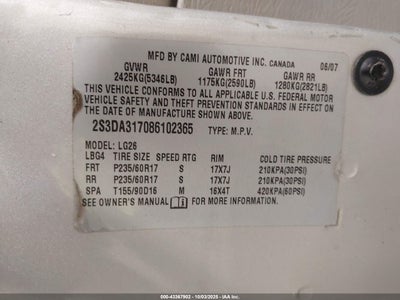 MFD BY CAMI AUTOMOTIVE INC. CANADA
GVWR GAWR FRT GAWR RR 06/07
2425KG(5346LB) 1175KG(2590LB) 1280KG(2821LB)
THIS VEHICLE CONFORMS TO ALL APPLICABLE U.S. FEDERAL MOTOR
VEHICLE SAFETY AND THEFT PREVENTION STANDARDS IN EFFECT ON
THE DATE OF MANUFACTURE SHOWN ABOVE.
2S3DA317086102365 TYPE: M.P.V.
MODEL: LG26
LBG4 TIRE SIZE SPEED RTG RIM COLD TIRE PRESSURE
FRT P235/60R17 S 17X7J 210KPA(30PSI)
RR P235/60R17 S 17X7J 210KPA(30PSI)
SPA T155/90D16 M 16X4T 420KPA(60PSI)
SEE OWNER'S MANUAL FOR MORE INFORMATION
000-43367903 - 10/03/2025 - IAA Inc.